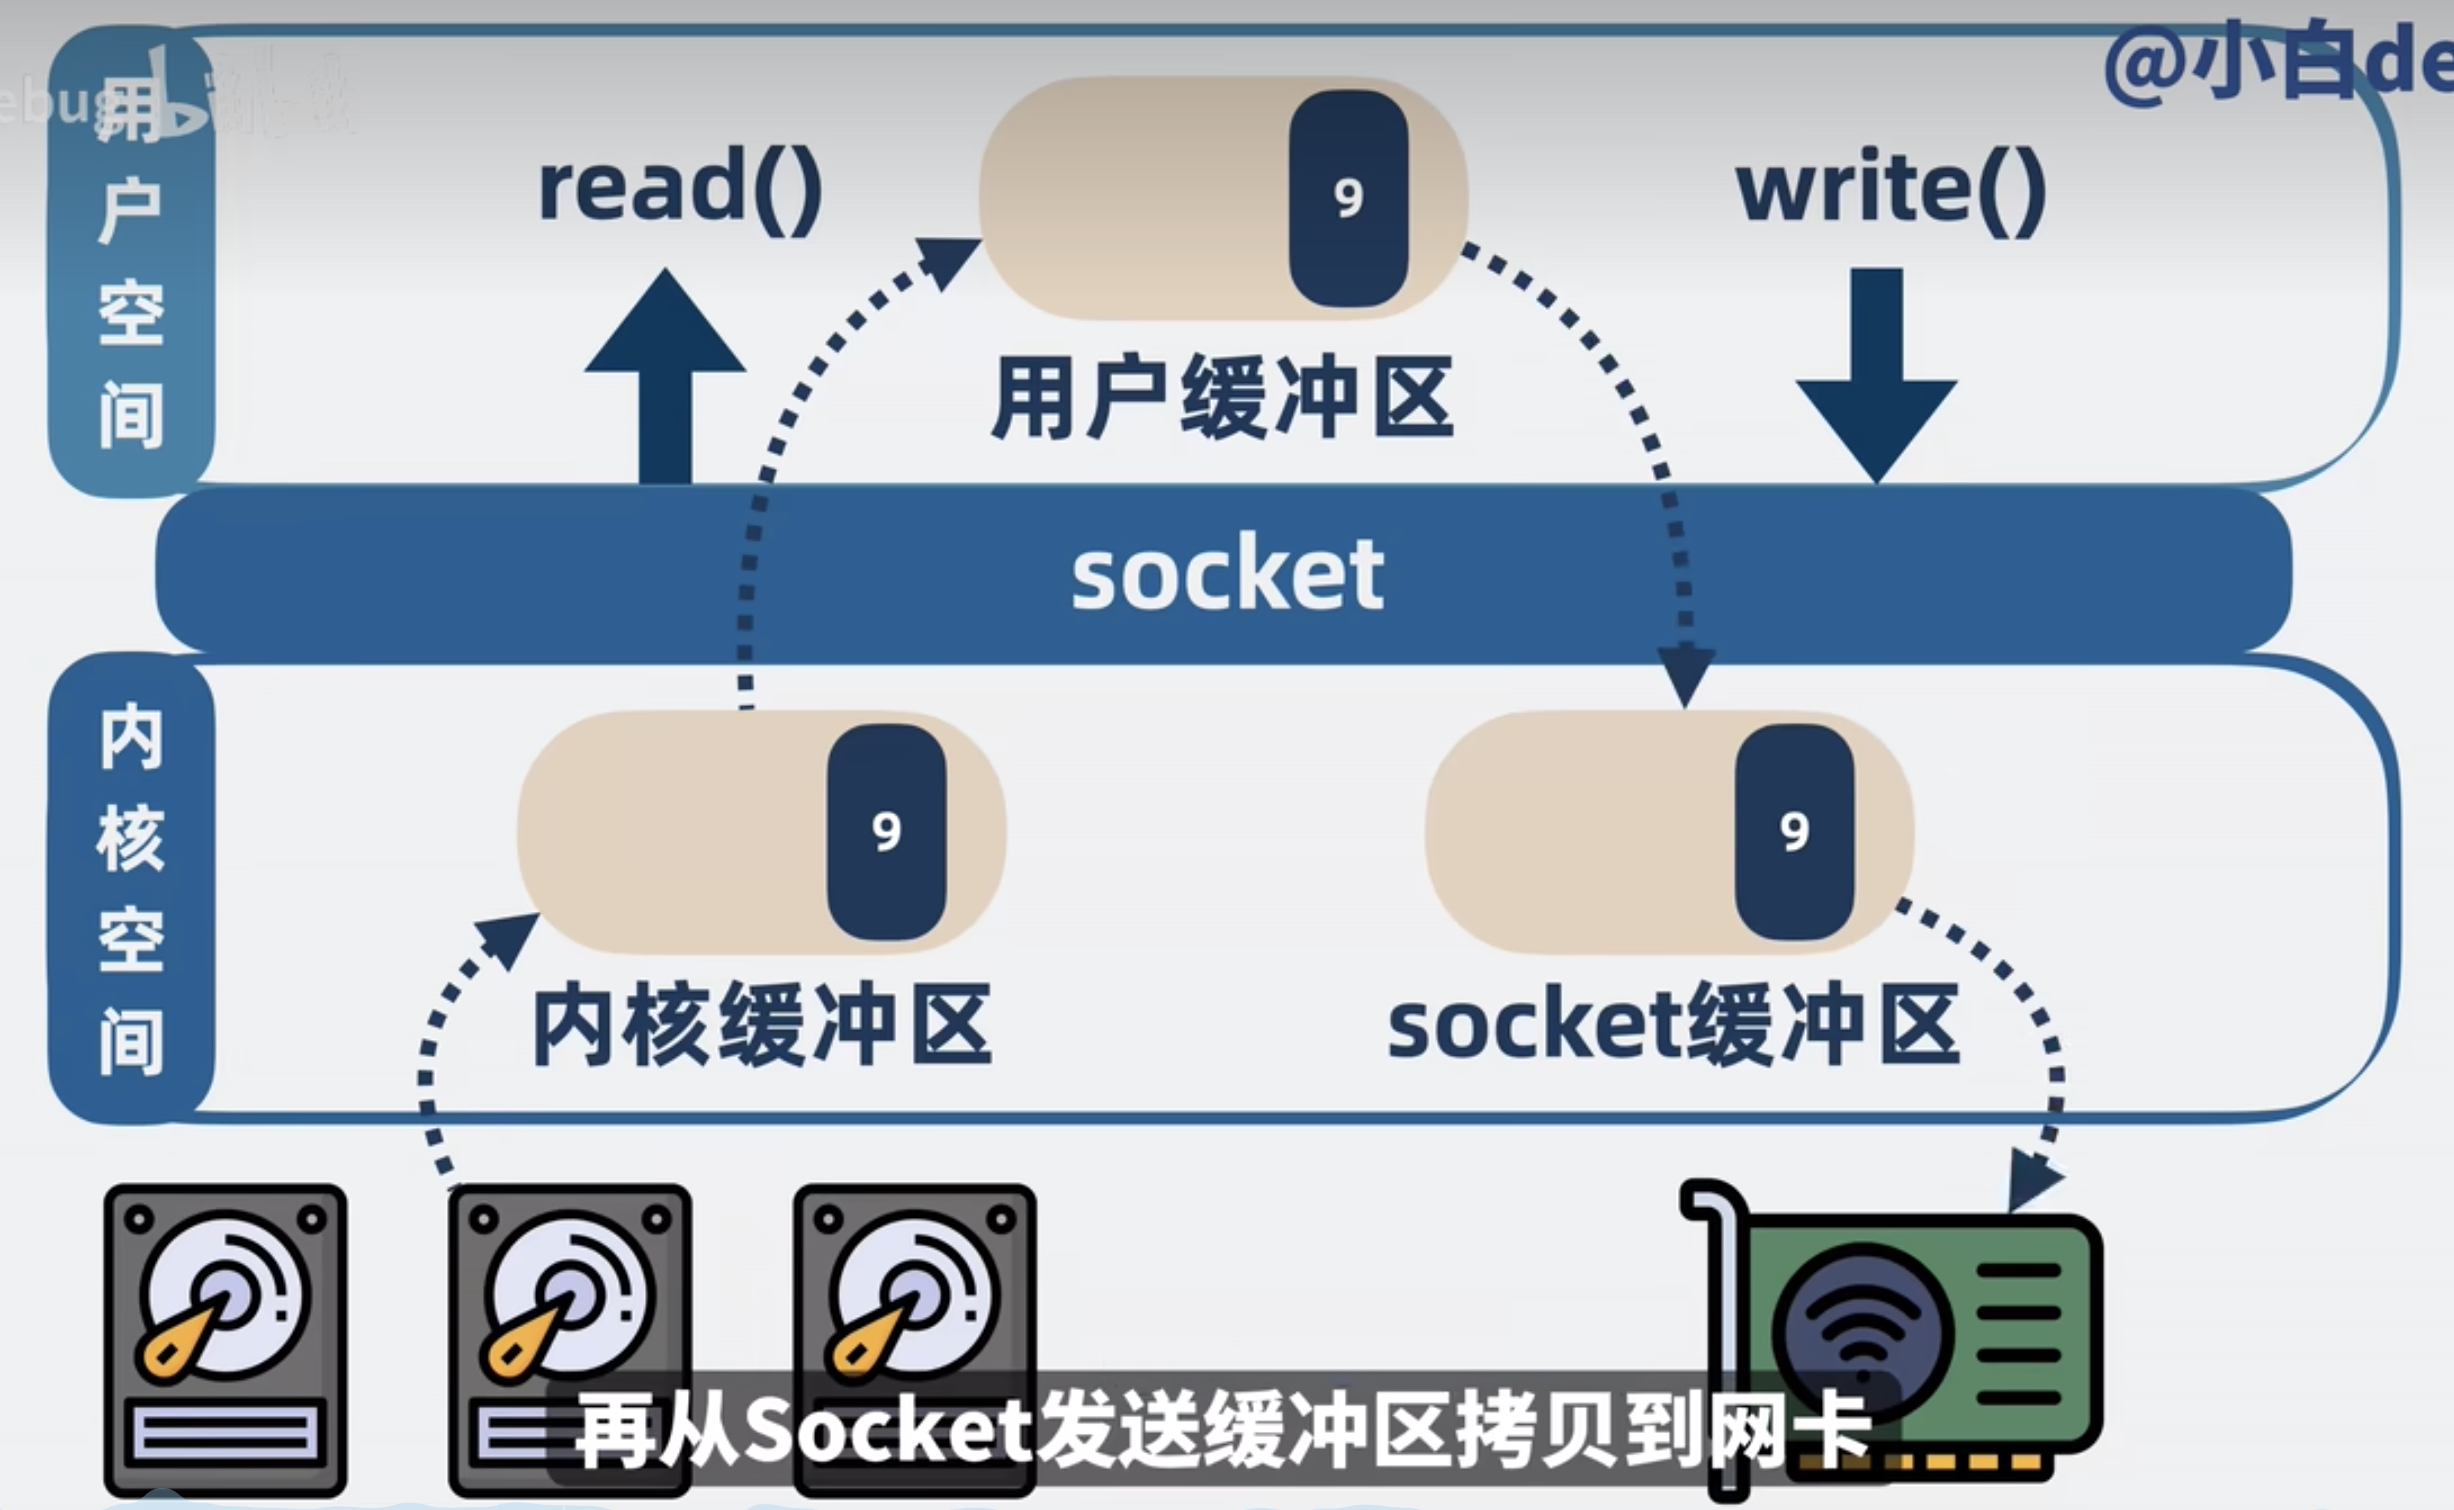 @小白de
ebug
用户空间
read()
9
write()
用户缓冲区
socket
内核空间
9
9
内核缓冲区
socket缓冲区
再从Socket发送缓冲区拷贝到网卡